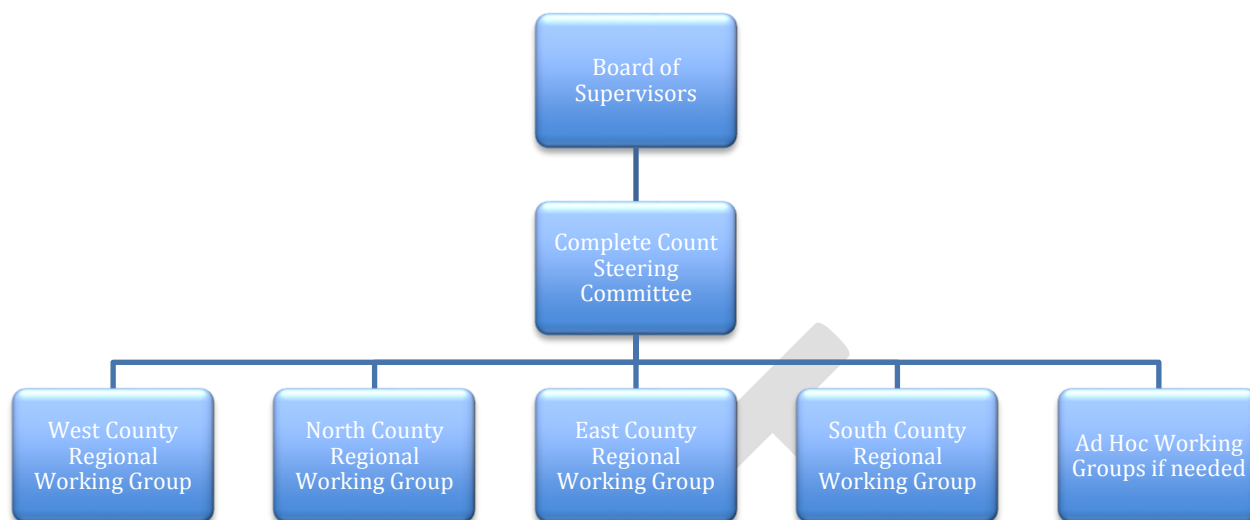 Board of
Supervisors
Complete Count
Steering
Committee
West County
Regional
Working Group
North County
Regional
Working Group
East County
Regional
Working Group
South County
Regional
Working Group
Ad Hoc Working
Groups if needed